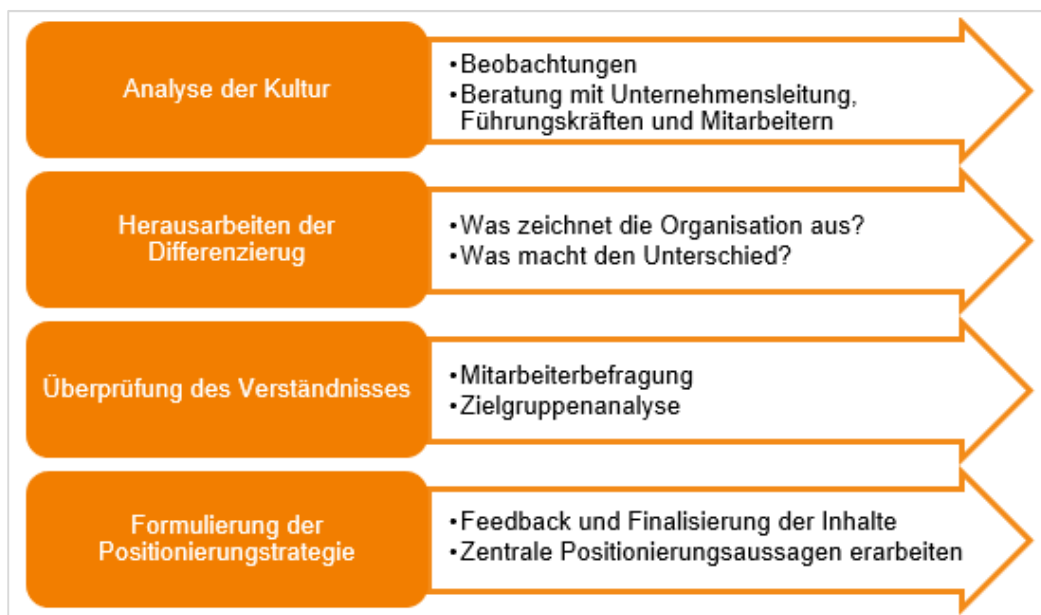 Analyse der Kultur
•Beobachtungen
•Beratung mit Unternehmensleitung,
Führungskräften und Mitarbeitern
Herausarbeiten der
Differenzierug
•Was zeichnet die Organisation aus?
•Was macht den Unterschied?
Überprüfung des Verständnisses
•Mitarbeiterbefragung
•Zielgruppenanalyse
Formulierung der
Positionierungstrategie
•Feedback und Finalisierung der Inhalte
•Zentrale Positionierungsaussagen erarbeiten